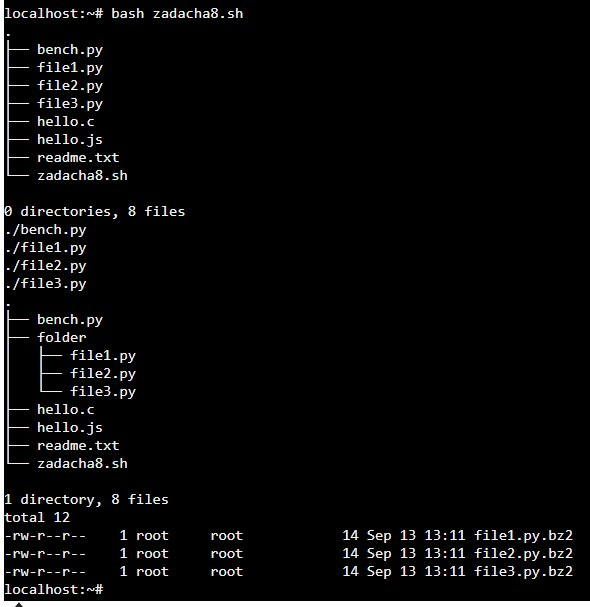 localhost:~# bash zadacha8.sh
.
├── bench.py
├── file1.py
├── file2.py
├── file3.py
├── hello.c
├── hello.js
├── readme.txt
└── zadacha8.sh

0 directories, 8 files
./bench.py
./file1.py
./file2.py
./file3.py
.
├── bench.py
├── folder
│   ├── file1.py
│   ├── file2.py
│   └── file3.py
├── hello.c
├── hello.js
├── readme.txt
└── zadacha8.sh

1 directory, 8 files
total 12
-rw-r--r--    1 root     root            14 Sep 13 13:11 file1.py.bz2
-rw-r--r--    1 root     root            14 Sep 13 13:11 file2.py.bz2
-rw-r--r--    1 root     root            14 Sep 13 13:11 file3.py.bz2
localhost:~#